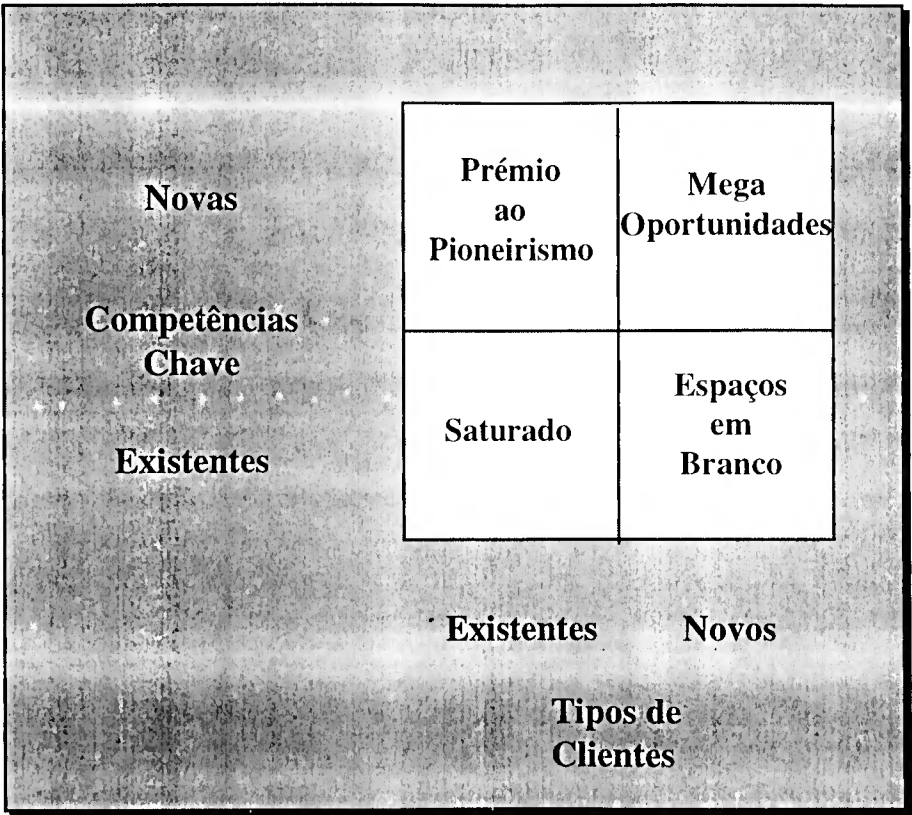 Novas
Competências
Chave
Existentes
Prémio
ao
Pioneirismo
Mega
Oportunidades
Saturado
Espaços
em
Branco
Existentes Novos
Tipos de
Clientes